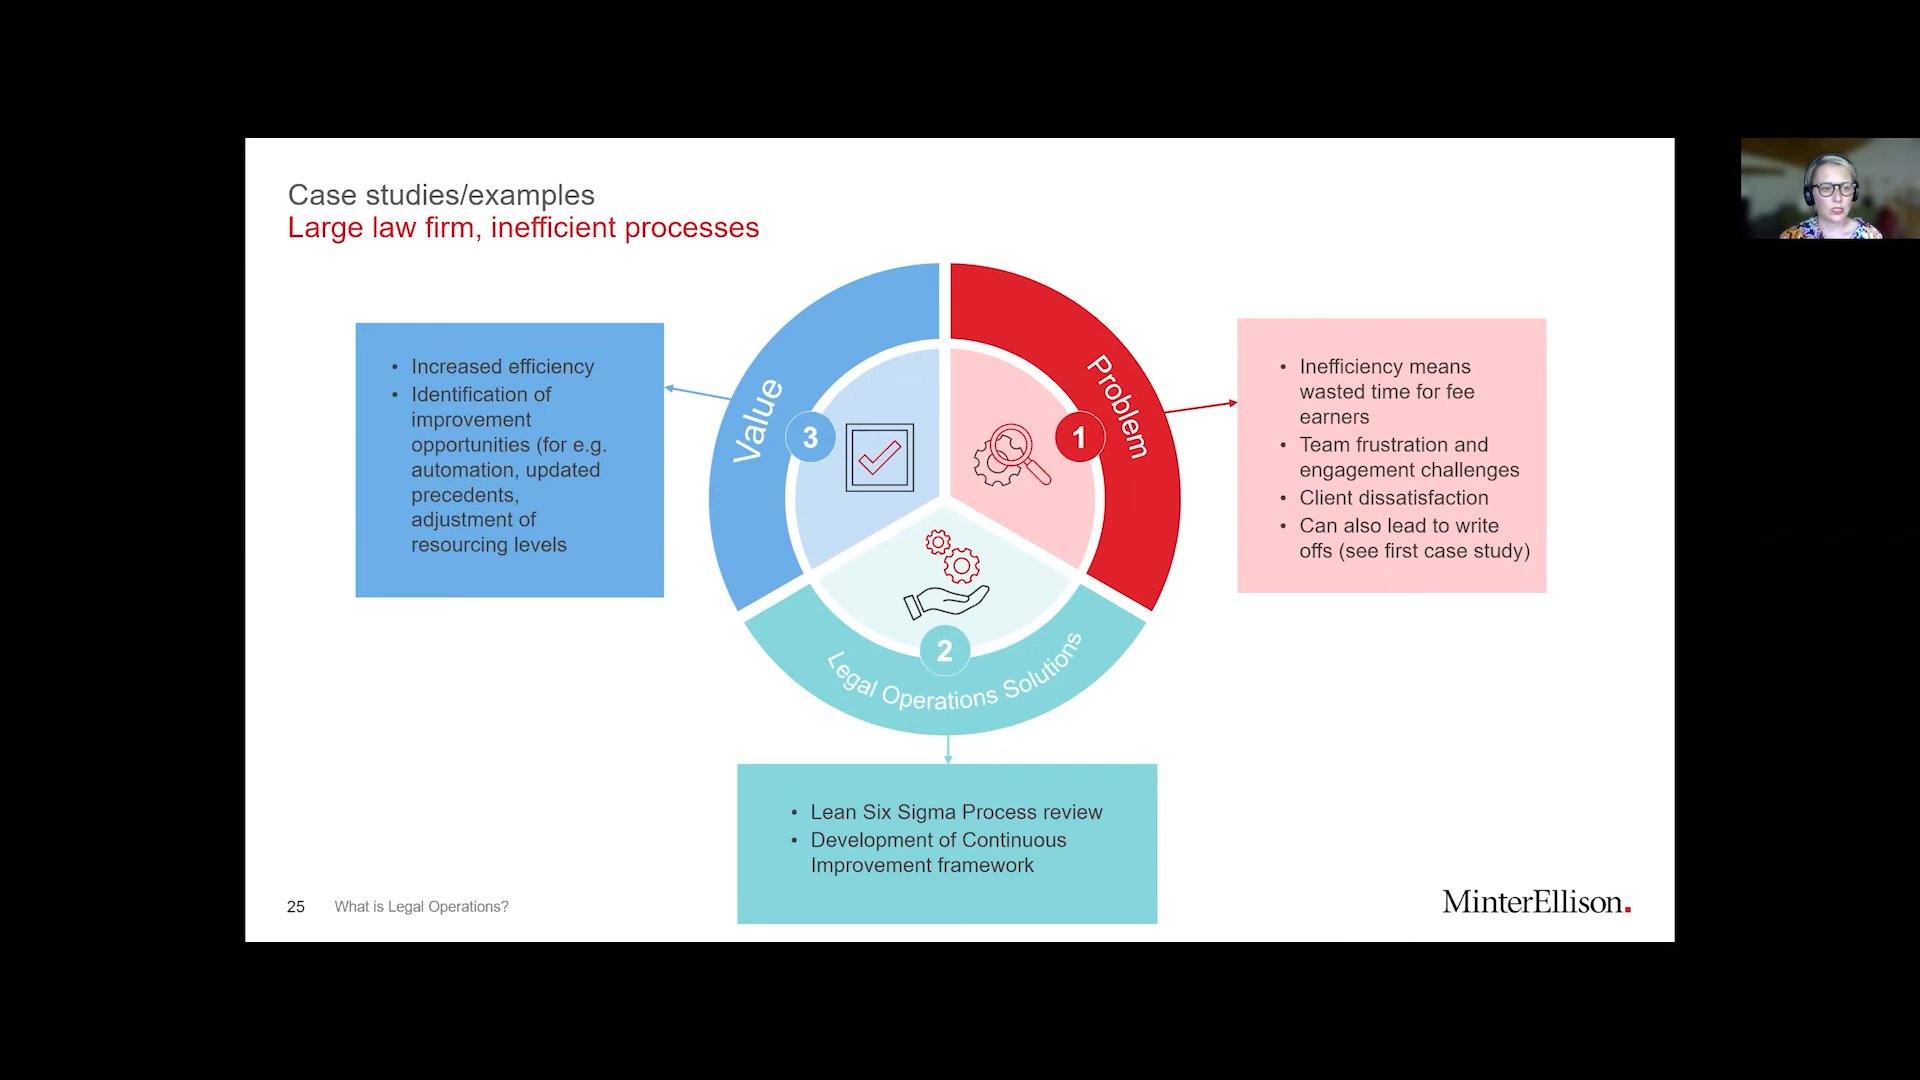 Case studies/examples
Large law firm, inefficient processes
Value
3
Problem
1
2
Legal Operations Solutions
• Increased efficiency
• Identification of
improvement
opportunities (for e.g.
automation, updated
precedents,
adjustment of
resourcing levels
• Inefficiency means
wasted time for fee
earners
• Team frustration and
engagement challenges
• Client dissatisfaction
• Can also lead to write
offs (see first case study)
• Lean Six Sigma Process review
• Development of Continuous
Improvement framework
25 What is Legal Operations?
MinterEllison.